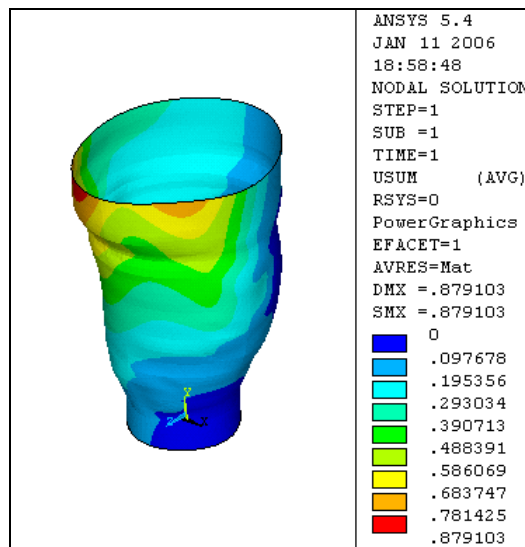 ANSYS 5.4
JAN 11 2006
18:58:48
NODAL SOLUTION
STEP=1
SUB =1
TIME=1
USUM (AVG)
RSYS=0
PowerGraphics
EFACET=1
AVRES=Mat
DMX =.879103
SMX =.879103
0
.097678
.195356
.293034
.390713
.488391
.586069
.683747
.781425
.879103
Y
Z
X